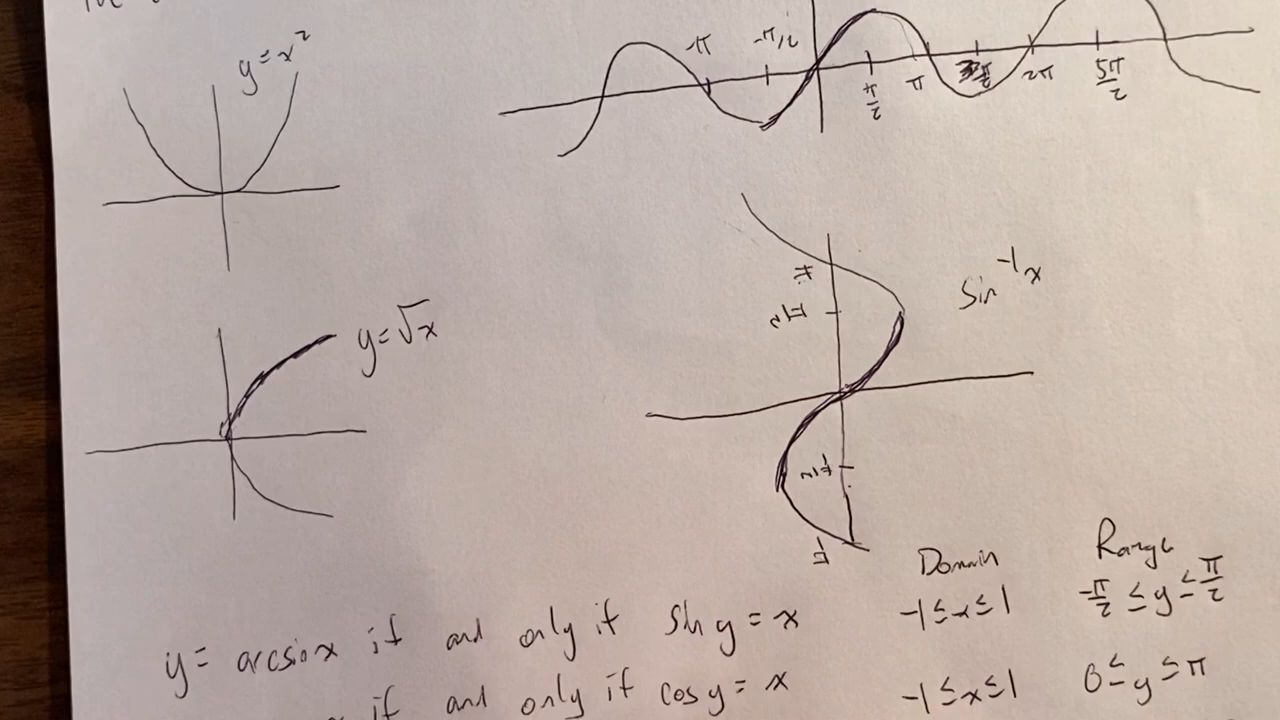 y=x²
-π -π/2 π/2 π 3π/2 2π 5π/2
sin⁻¹x
π
π/2
y=√x
-π/2
-π
Domain Range
y= arcsinx if and only if sin y = x -1≤x≤1 -π/2 ≤y≤ π/2
x if and only if cos y = x -1≤x≤1 0≤y≤π